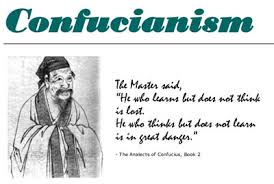 Confucianism
The Master said,
"He who learns but does not think
is lost.
He who thinks but does not learn
is in great danger."
- The Analects of Confucius, Book 2